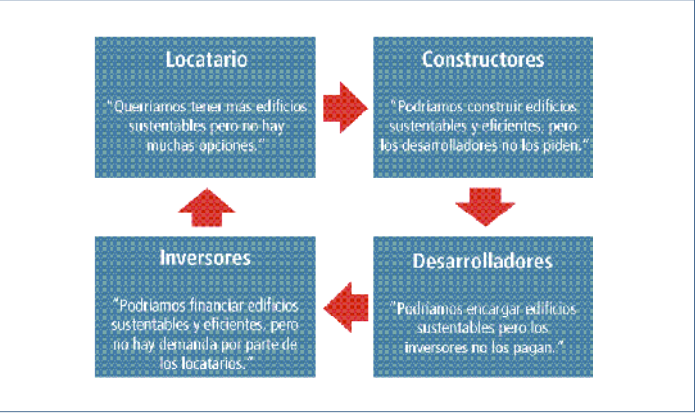 Locatario
"Querríamos tener más edificios
sustentables pero no hay
muchas opciones."
Constructores
"Podríamos construir edificios
sustentables y eficientes, pero
los desarrolladores no los piden."
Inversores
"Podríamos financiar edificios
sustentables y eficientes, pero
no hay demanda por parte de
los locatarios."
Desarrolladores
"Podríamos encargar edificios
sustentables pero los
inversores no los pagan."